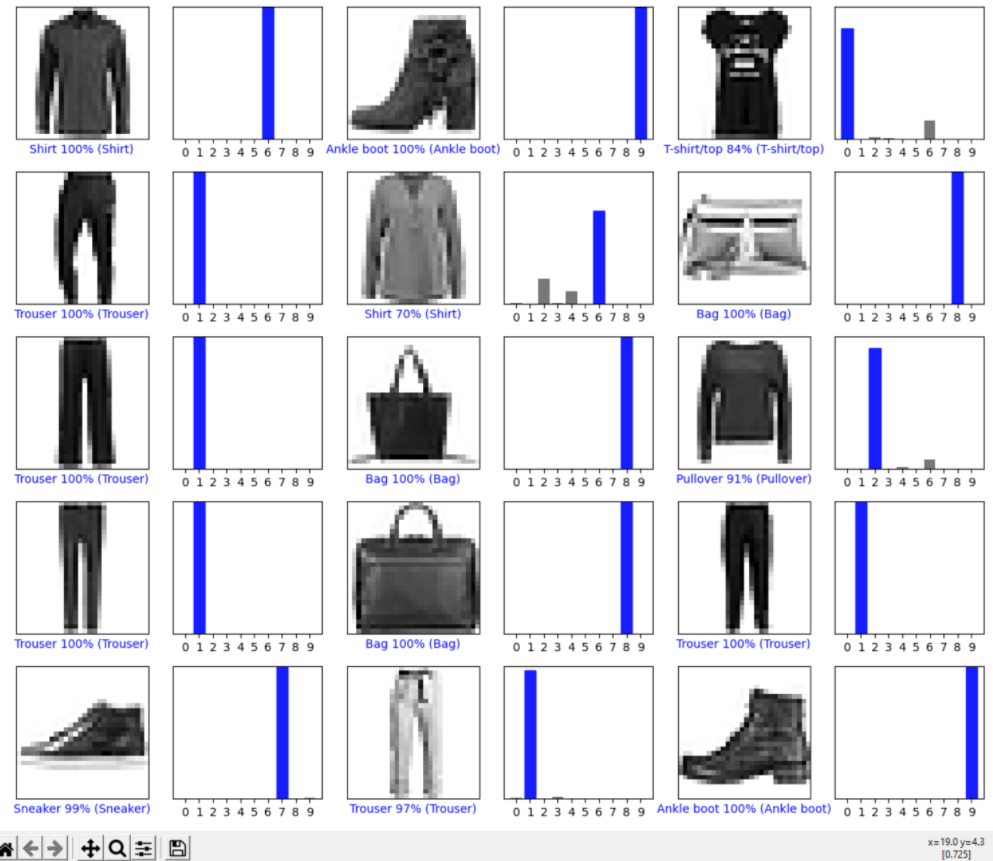 0 1 2 3 4 5 6 7 8 9 0 1 2 3 4 5 6 7 8 9 0 1 2 3 4 5 6 7 8 9
Shirt 100% (Shirt) Ankle boot 100% (Ankle boot) T-shirt/top 84% (T-shirt/top)
0 1 2 3 4 5 6 7 8 9 0 1 2 3 4 5 6 7 8 9 0 1 2 3 4 5 6 7 8 9
Trouser 100% (Trouser) Shirt 70% (Shirt) Bag 100% (Bag)
0 1 2 3 4 5 6 7 8 9 0 1 2 3 4 5 6 7 8 9 0 1 2 3 4 5 6 7 8 9
Trouser 100% (Trouser) Bag 100% (Bag) Pullover 91% (Pullover)
0 1 2 3 4 5 6 7 8 9 0 1 2 3 4 5 6 7 8 9 0 1 2 3 4 5 6 7 8 9
Trouser 100% (Trouser) Bag 100% (Bag) Trouser 100% (Trouser)
0 1 2 3 4 5 6 7 8 9 0 1 2 3 4 5 6 7 8 9 0 1 2 3 4 5 6 7 8 9
Sneaker 99% (Sneaker) Trouser 97% (Trouser) Ankle boot 100% (Ankle boot)
x=19.0 y=4.3
[0.725]